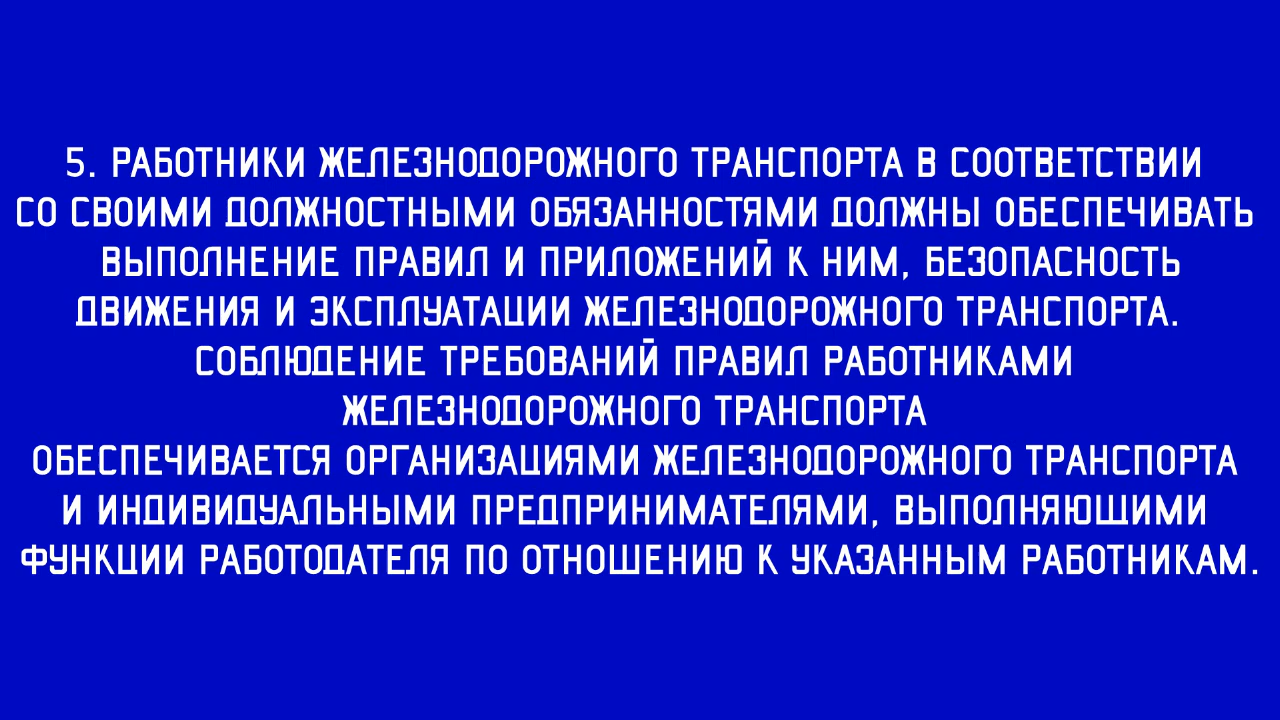 5. РАБОТНИКИ ЖЕЛЕЗНОДОРОЖНОГО ТРАНСПОРТА В СООТВЕТСТВИИ
СО СВОИМИ ДОЛЖНОСТНЫМИ ОБЯЗАННОСТЯМИ ДОЛЖНЫ ОБЕСПЕЧИВАТЬ
ВЫПОЛНЕНИЕ ПРАВИЛ И ПРИЛОЖЕНИЙ К НИМ, БЕЗОПАСНОСТЬ
ДВИЖЕНИЯ И ЭКСПЛУАТАЦИИ ЖЕЛЕЗНОДОРОЖНОГО ТРАНСПОРТА.
СОБЛЮДЕНИЕ ТРЕБОВАНИЙ ПРАВИЛ РАБОТНИКАМИ
ЖЕЛЕЗНОДОРОЖНОГО ТРАНСПОРТА
ОБЕСПЕЧИВАЕТСЯ ОРГАНИЗАЦИЯМИ ЖЕЛЕЗНОДОРОЖНОГО ТРАНСПОРТА
И ИНДИВИДУАЛЬНЫМИ ПРЕДПРИНИМАТЕЛЯМИ, ВЫПОЛНЯЮЩИМИ
ФУНКЦИИ РАБОТОДАТЕЛЯ ПО ОТНОШЕНИЮ К УКАЗАННЫМ РАБОТНИКАМ.